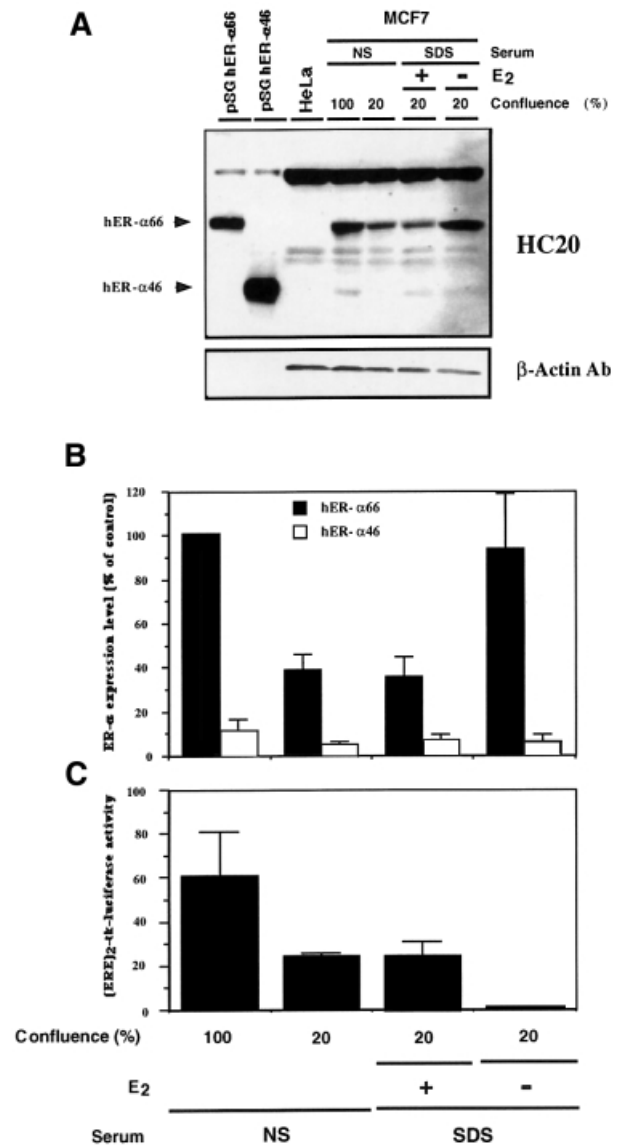 A
pSG hER-α66
pSG hER-α46
HeLa
MCF7
NS SDS Serum
+ - E2
100 20 20 20 Confluence (%)
hER-α66
hER-α46
HC20
β-Actin Ab
B
ER-α expression level (% of control)
120
100
80
60
40
20
0
hER- α66
hER- α46
C
(ERE)2-tk-luciferase activity
100
80
60
40
20
0
Confluence (%) 100 20 20 20
E2 + -
Serum NS SDS